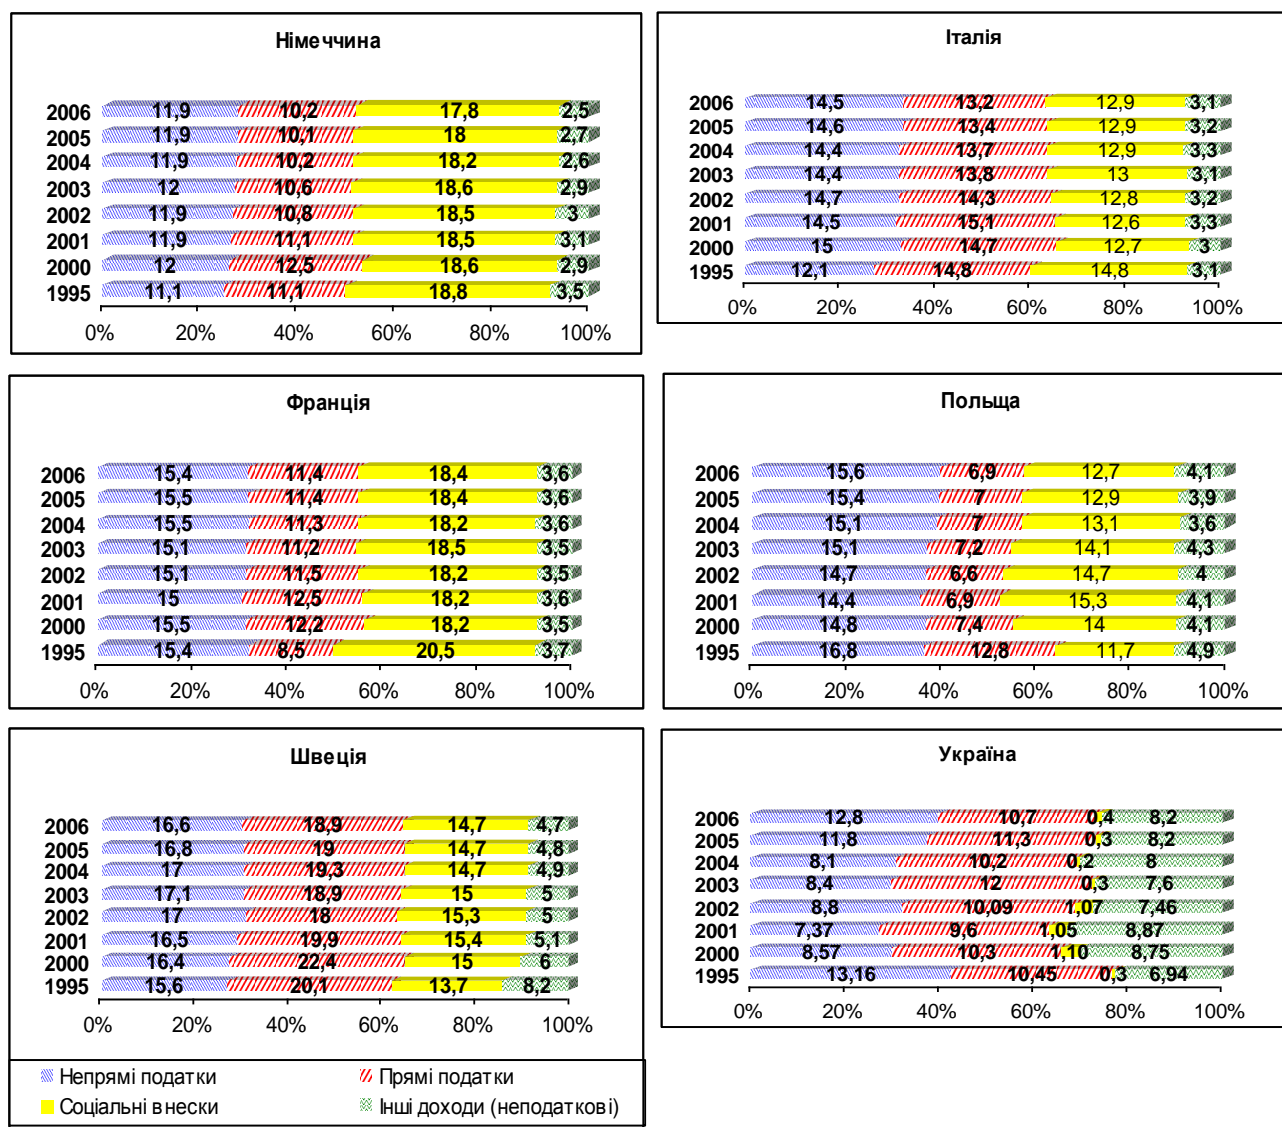 Німеччина
2006 11,9 10,2 17,8 2,5
2005 11,9 10,1 18 2,7
2004 11,9 10,2 18,2 2,6
2003 12 10,6 18,6 2,9
2002 11,9 10,8 18,5 3
2001 11,9 11,1 18,5 3,1
2000 12 12,5 18,6 2,9
1995 11,1 11,1 18,8 3,5
0% 20% 40% 60% 80% 100%
Італія
2006 14,5 13,2 12,9 3,1
2005 14,6 13,4 12,9 3,2
2004 14,4 13,7 12,9 3,3
2003 14,4 13,8 13 3,1
2002 14,7 14,3 12,8 3,2
2001 14,5 15,1 12,6 3,3
2000 15 14,7 12,7 3
1995 12,1 14,8 14,8 3,1
0% 20% 40% 60% 80% 100%
Франція
2006 15,4 11,4 18,4 3,6
2005 15,5 11,4 18,4 3,6
2004 15,5 11,3 18,2 3,6
2003 15,1 11,2 18,5 3,5
2002 15,1 11,5 18,2 3,5
2001 15 12,5 18,2 3,6
2000 15,5 12,2 18,2 3,5
1995 15,4 8,5 20,5 3,7
0% 20% 40% 60% 80% 100%
Польща
2006 15,6 6,9 12,7 4,1
2005 15,4 7 12,9 3,9
2004 15,1 7 13,1 3,6
2003 15,1 7,2 14,1 4,3
2002 14,7 6,6 14,7 4
2001 14,4 6,9 15,3 4,1
2000 14,8 7,4 14 4,1
1995 16,8 12,8 11,7 4,9
0% 20% 40% 60% 80% 100%
Швеція
2006 16,6 18,9 14,7 4,7
2005 16,8 19 14,7 4,8
2004 17 19,3 14,7 4,9
2003 17,1 18,9 15 5
2002 17 18 15,3 5
2001 16,5 19,9 15,4 5,1
2000 16,4 22,4 15 6
1995 15,6 20,1 13,7 8,2
0% 20% 40% 60% 80% 100%
Україна
2006 12,8 10,7 0,4 8,2
2005 11,8 11,3 0,3 8,2
2004 8,1 10,2 0,2 8
2003 8,4 12 0,3 7,6
2002 8,8 10,09 1,07 7,46
2001 7,37 9,6 1,05 8,87
2000 8,57 10,3 1,10 8,75
1995 13,16 10,45 0,3 6,94
0% 20% 40% 60% 80% 100%
Непрямі податки Прямі податки
Соціальні внески Інші доходи (неподаткові)